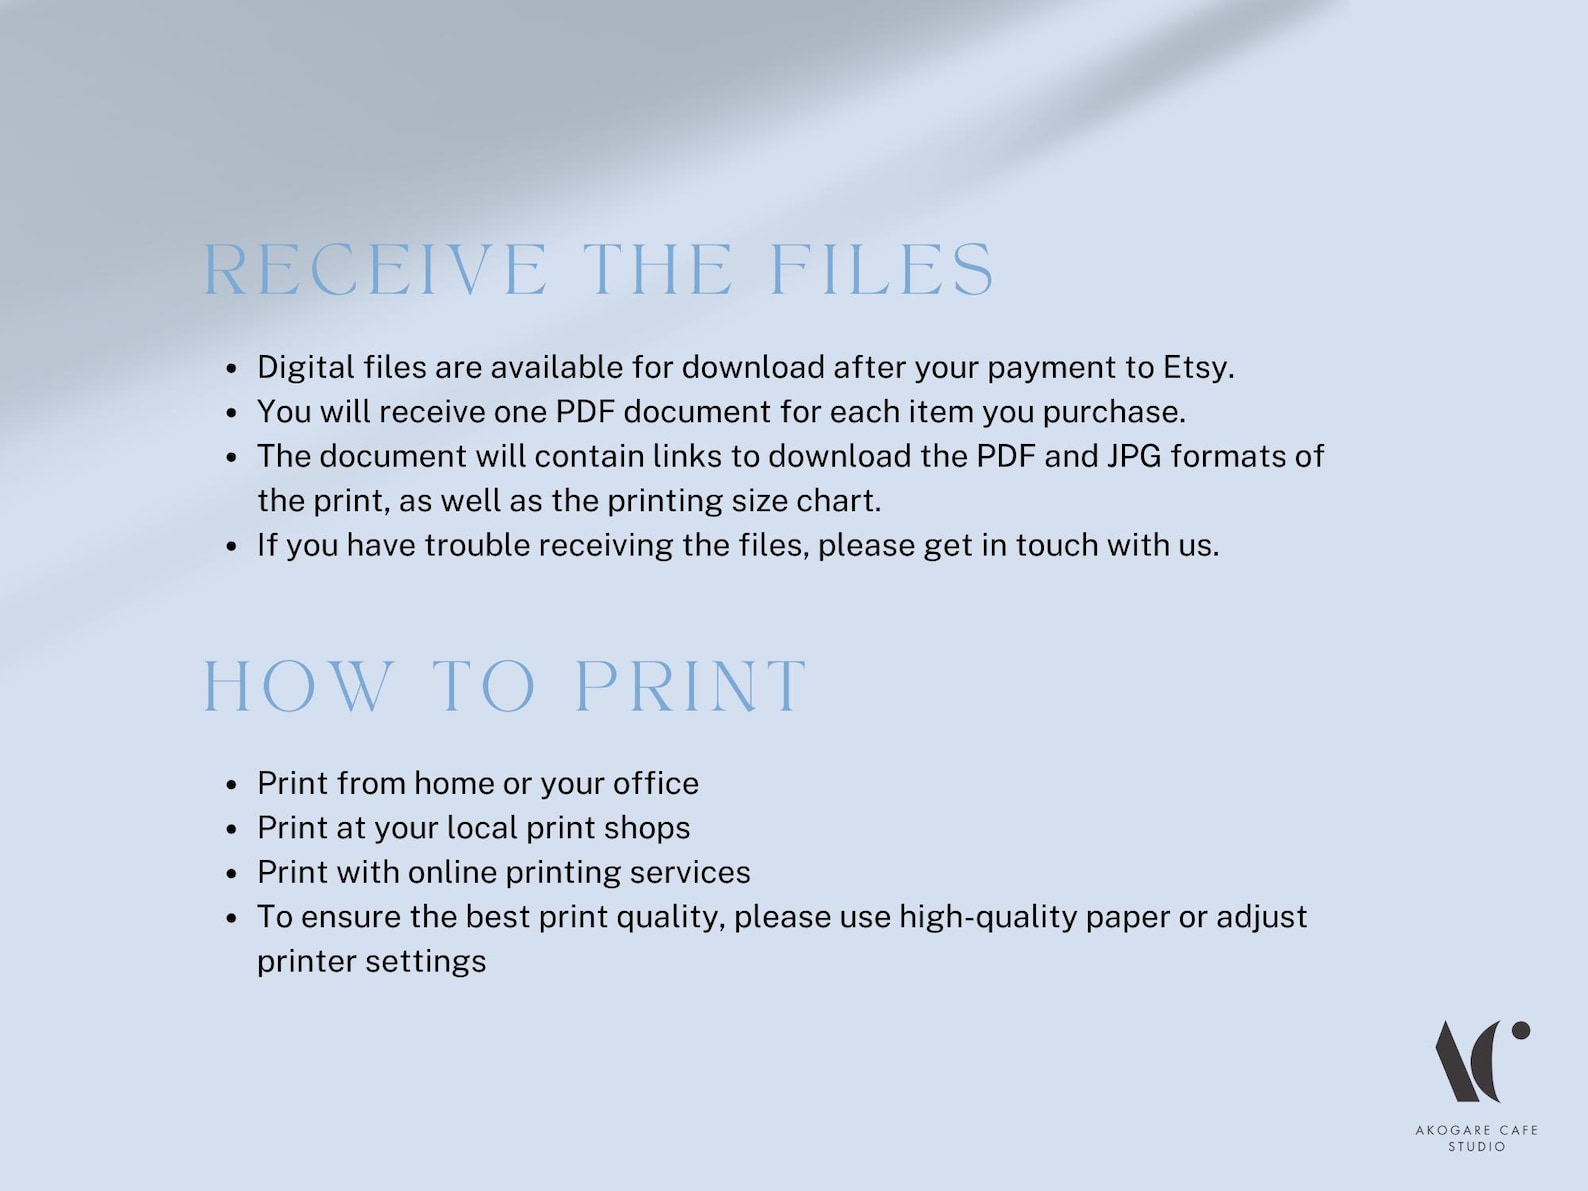 RECEIVE THE FILES
• Digital files are available for download after your payment to Etsy.
• You will receive one PDF document for each item you purchase.
• The document will contain links to download the PDF and JPG formats of
the print, as well as the printing size chart.
• If you have trouble receiving the files, please get in touch with us.
HOW TO PRINT
• Print from home or your office
• Print at your local print shops
• Print with online printing services
• To ensure the best print quality, please use high-quality paper or adjust
printer settings
AC
AKOGARE CAFE
STUDIO